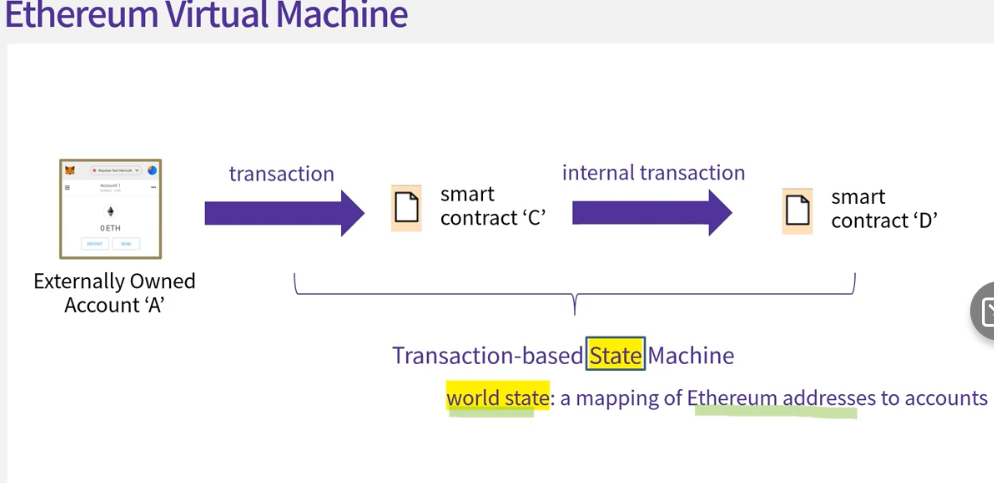 Ethereum Virtual Machine
transaction
internal transaction
smart
contract ‘C’
smart
contract ‘D’
Account 1
0 ETH
DEPOSIT
SEND
Externally Owned
Account ‘A’
Transaction-based State Machine
world state: a mapping of Ethereum addresses to accounts